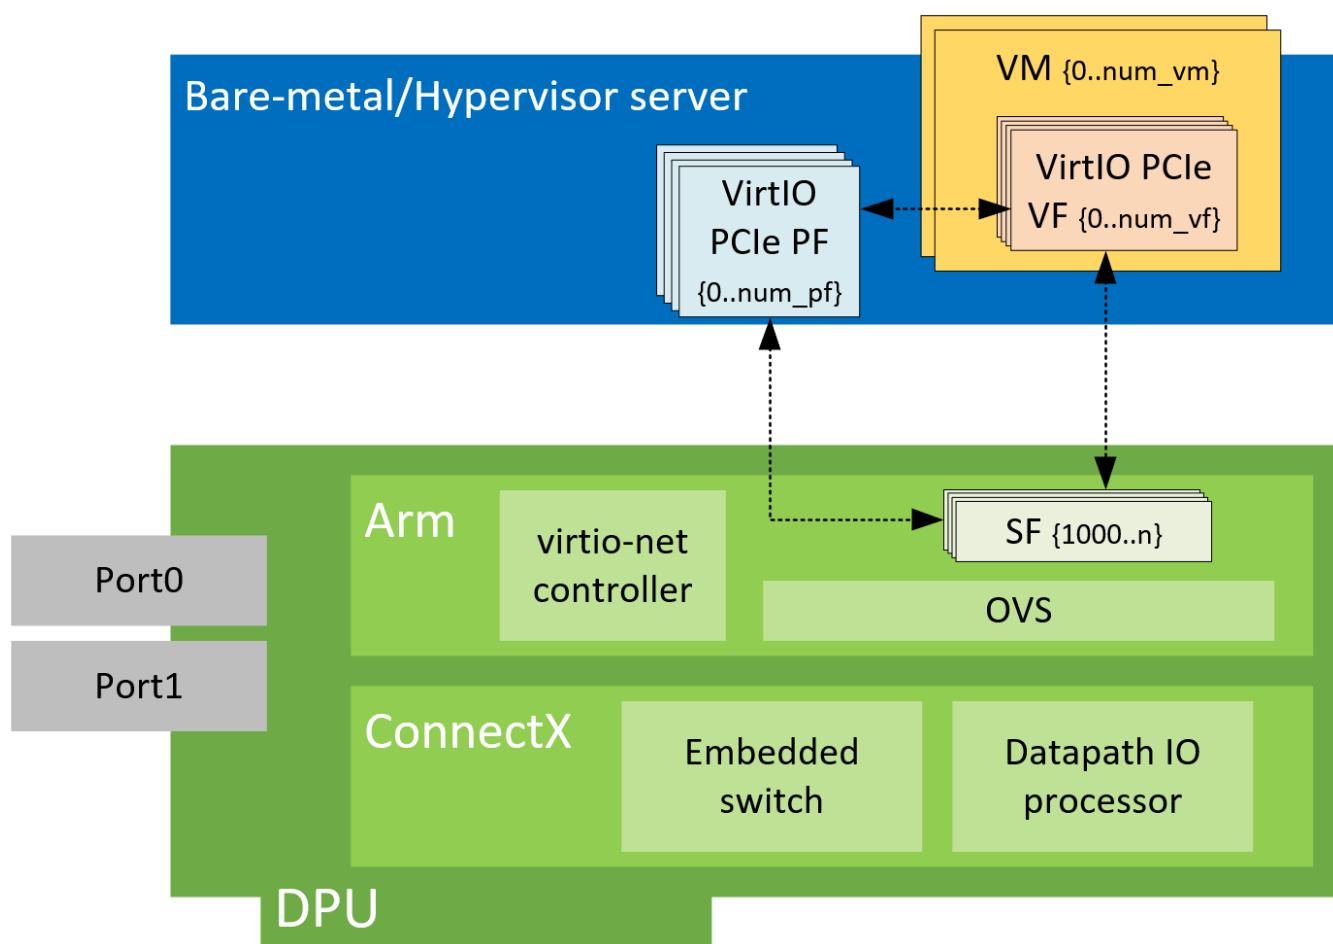 VM {0..num_vm}
Bare-metal/Hypervisor server
VirtIO PCIe
VF {0..num_vf}
VirtIO
PCIe PF
{0..num_pf}
Arm
virtio-net
controller
SF {1000..n}
OVS
Port0
Port1
ConnectX
Embedded
switch
Datapath IO
processor
DPU